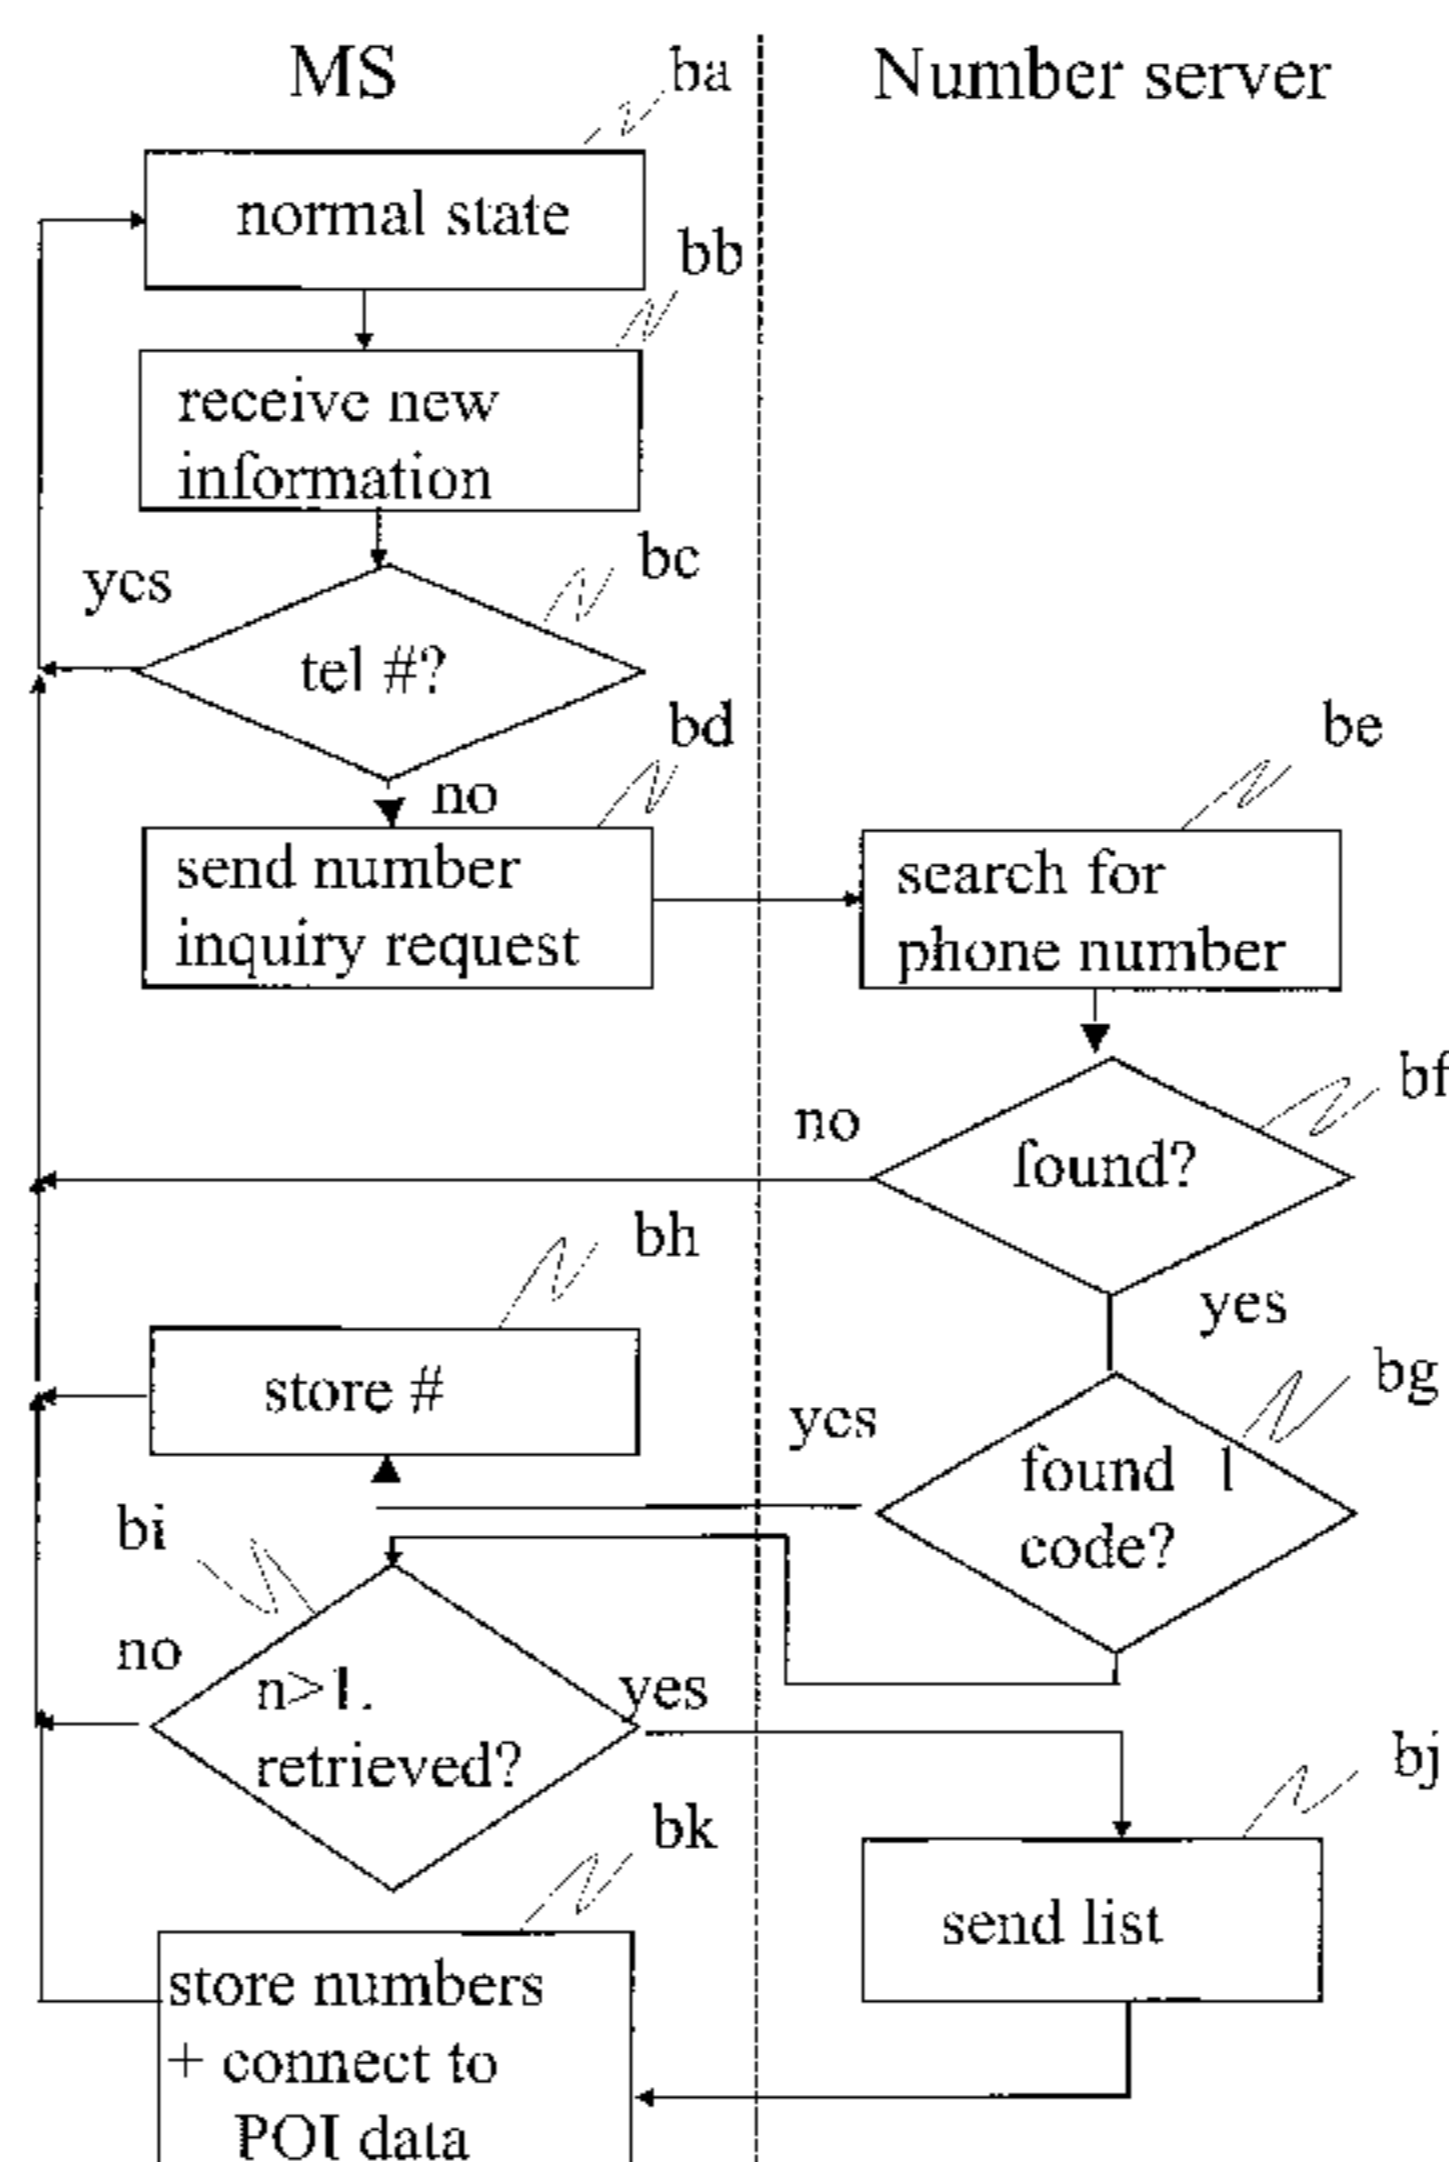 MS
Number server
ba
normal state
bb
receive new
information
yes
bc
tel #?
bd
no
send number
inquiry request
be
search for
phone number
bf
no
found?
yes
bh
store #
bg
yes
found 1
code?
bi
no
n>1.
retrieved?
yes
bj
send list
bk
store numbers
+ connect to
POI data